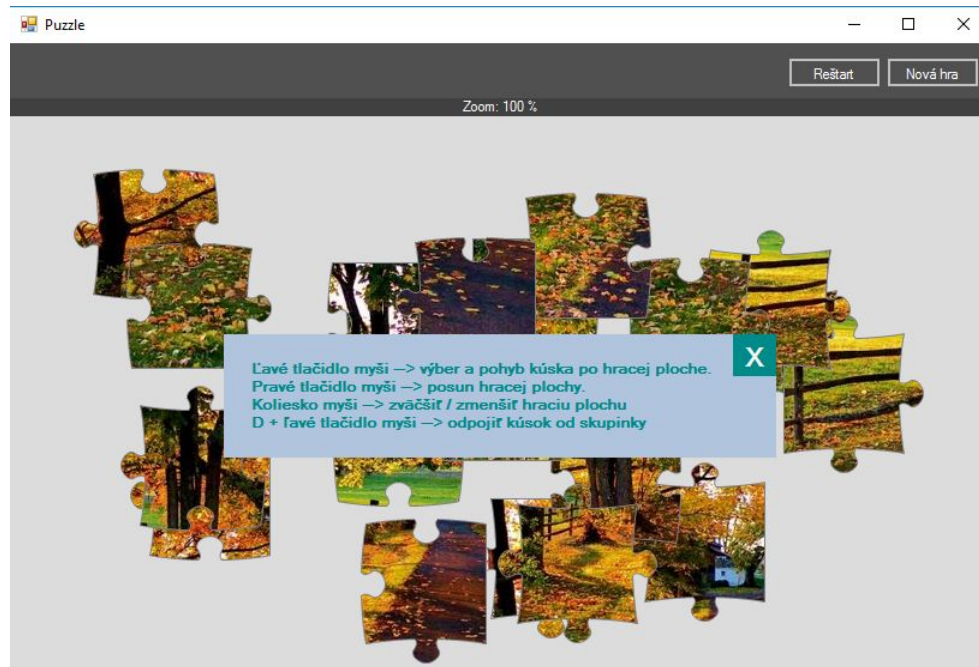 Puzzle
Reštart
Nová hra
Zoom: 100 %
X
Ľavé tlačidlo myši –> výber a pohyb kúska po hracej ploche.
Pravé tlačidlo myši –> posun hracej plochy.
Koliesko myši –> zväčšiť / zmenšiť hraciu plochu
D + ľavé tlačidlo myši –> odpojiť kúsok od skupinky